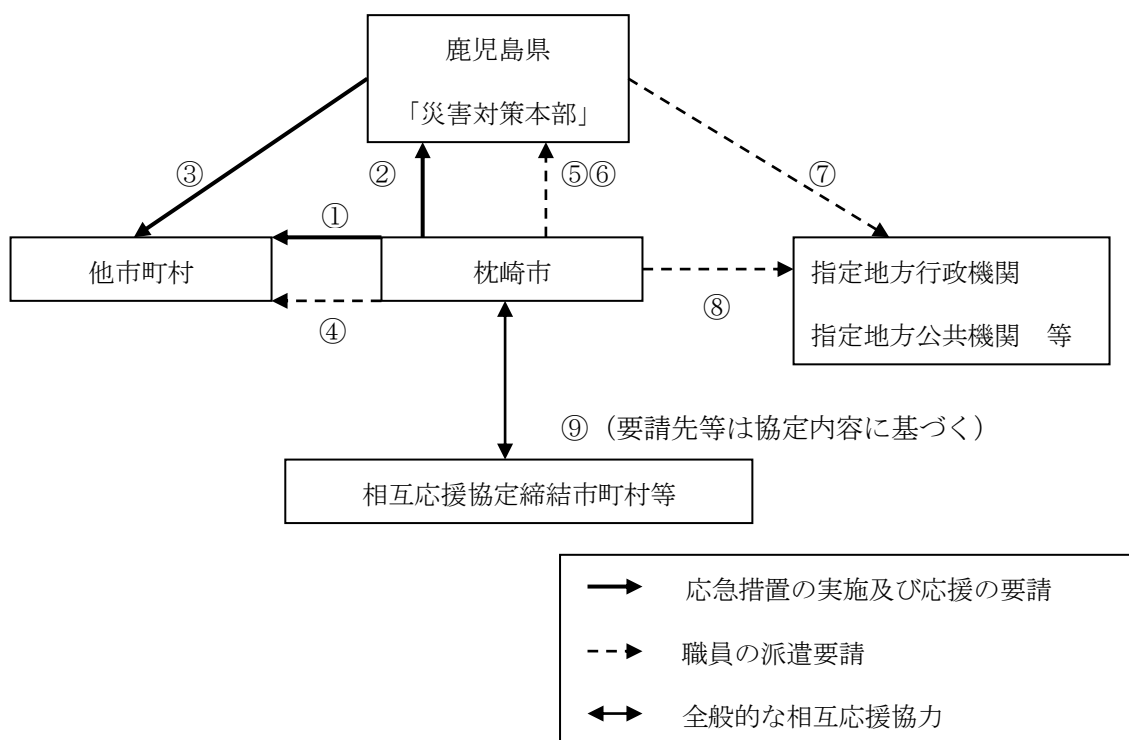 鹿児島県
「災害対策本部」
③
②
⑤⑥
⑦
①
他市町村
枕崎市
指定地方行政機関
指定地方公共機関　等
④
⑧
⑨（要請先等は協定内容に基づく）
相互応援協定締結市町村等
応急措置の実施及び応援の要請
職員の派遣要請
全般的な相互応援協力